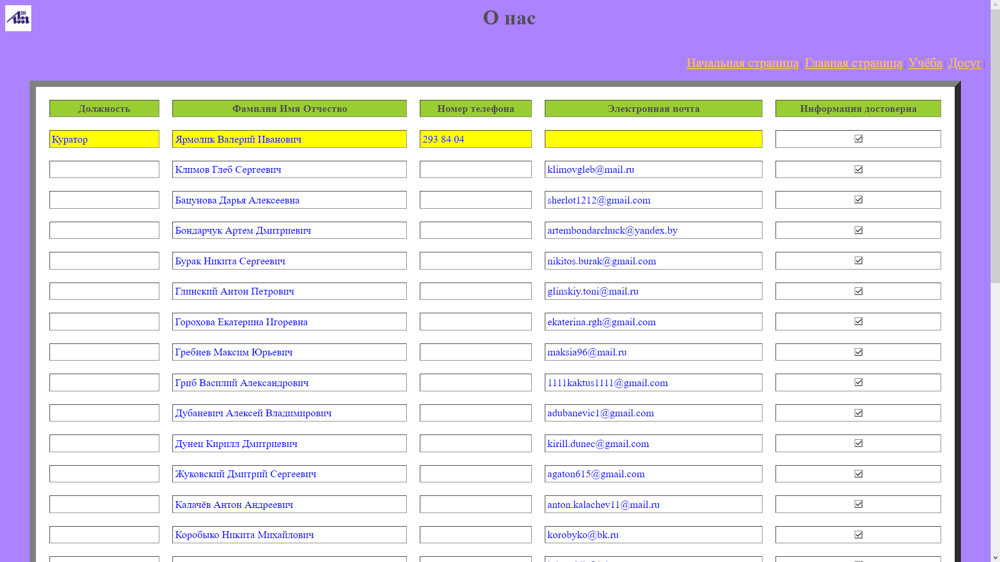 О нас
Начальная страница | Главная страница | Учёба | Досуг |
Должность Фамилия Имя Отчество Номер телефона Электронная почта Информация достоверна
Куратор Ярмолик Валерий Иванович 293 84 04
Климов Глеб Сергеевич klimovgleb@mail.ru
Бацунова Дарья Алексеевна sherlot1212@gmail.com
Бондарчук Артем Дмитриевич artembondarchuck@yandex.by
Бурак Никита Сергеевич nikitos.burak@gmail.com
Глинский Антон Петрович glinskiy.toni@mail.ru
Горохова Екатерина Игоревна ekaterina.rgh@gmail.com
Гребнев Максим Юрьевич maksia96@mail.ru
Гриб Василий Александрович 1111kaktus1111@gmail.com
Дубаневич Алексей Владимирович adubanevic1@gmail.com
Дунец Кирилл Дмитриевич kirill.dunec@gmail.com
Жуковский Дмитрий Сергеевич agaton615@gmail.com
Калачёв Антон Андреевич anton.kalachev11@mail.ru
Коробыко Никита Михайлович korobyko@bk.ru